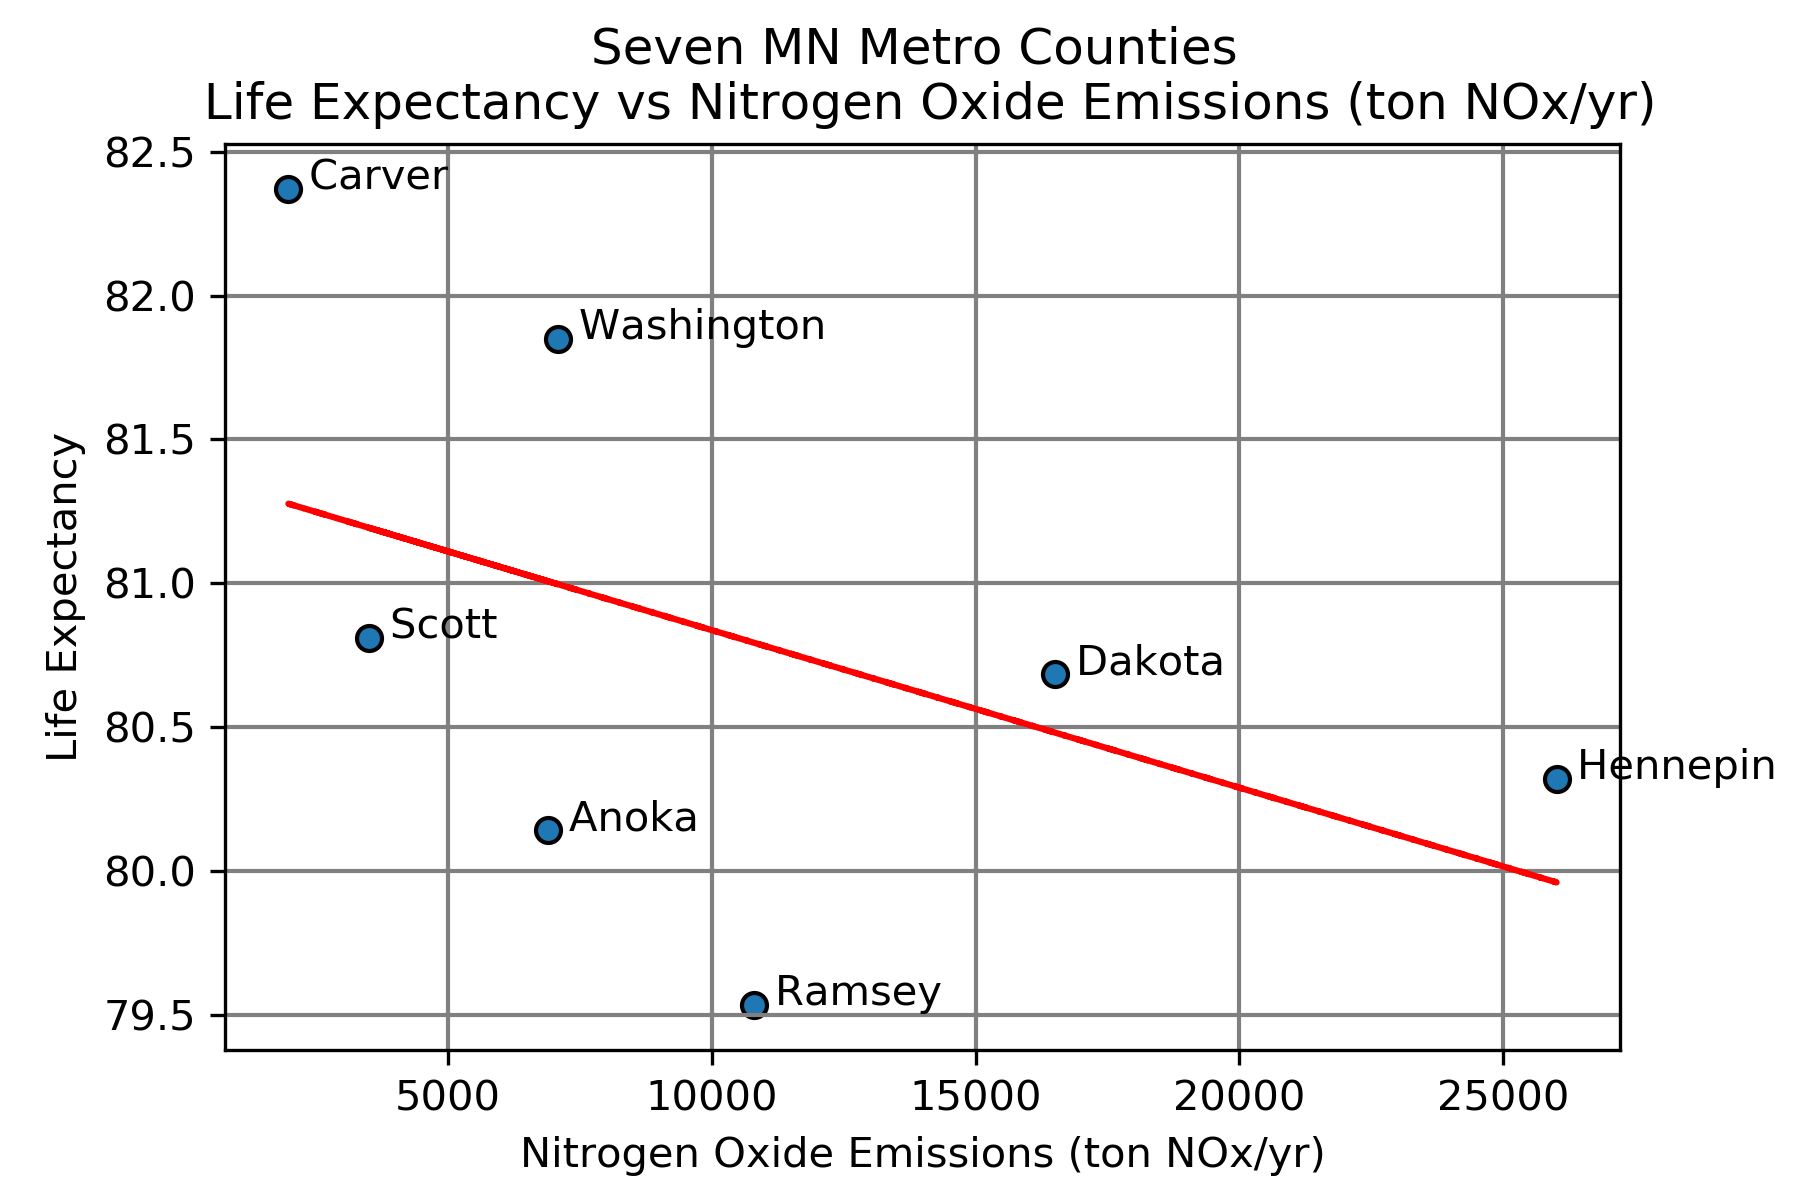 Seven MN Metro Counties
Life Expectancy vs Nitrogen Oxide Emissions (ton NOx/yr)
82.5
Carver
82.0
Washington
81.5
Life Expectancy
81.0
Scott
Dakota
80.5
Hennepin
Anoka
80.0
Ramsey
79.5
5000 10000 15000 20000 25000
Nitrogen Oxide Emissions (ton NOx/yr)